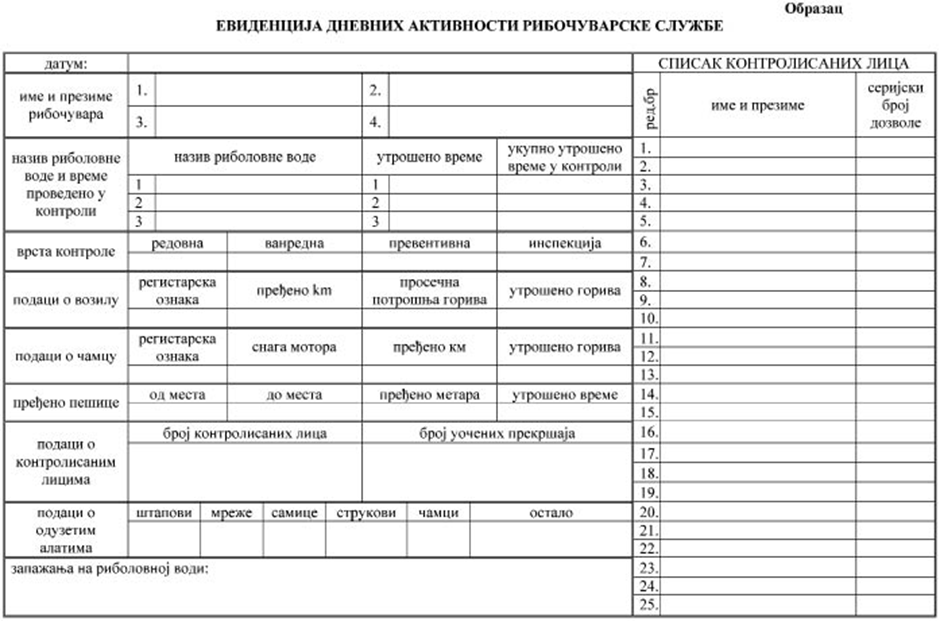 Образац
ЕВИДЕНЦИЈА ДНЕВНИХ АКТИВНОСТИ РИБОЧУВАРСКЕ СЛУЖБЕ
датум:
име и презиме
рибочувара
1.
2.
3.
4.
назив риболовне
воде и време
проведено у
контроли
назив риболовне воде
утрошено време
укупно утрошено
време у контроли
1
1
2
2
3
3
врста контроле
редовна
ванредна
превентивна
инспекција
подаци о возилу
регистарска
ознака
пређено km
просечна
потрошња горива
утрошено горива
подаци о чамцу
регистарска
ознака
снага мотора
пређено км
утрошено горива
пређено пешице
од места
до места
пређено метара
утрошено време
подаци о
контролисаним
лицима
број контролисаних лица
број уочених прекршаја
подаци о
одузетим
алатима
штапови
мреже
самице
струкови
чамци
остало
запажања на риболовној води:
СПИСАК КОНТРОЛИСАНИХ ЛИЦА
ред.бр
име и презиме
серијски
број
дозволе
1.
2.
3.
4.
5.
6.
7.
8.
9.
10.
11.
12.
13.
14.
15.
16.
17.
18.
19.
20.
21.
22.
23.
24.
25.